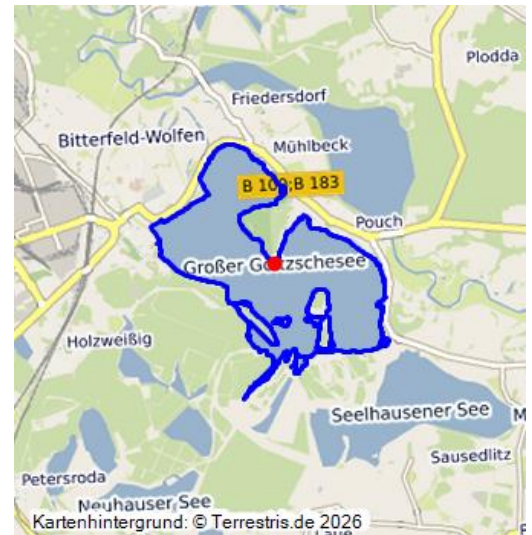 Plodda
Friedersdorf
Bitterfeld-Wolfen
Mühlbeck
B 100;B 183
Pouch
Großer Goitzschesee
Holzweißig
Seelhausener See
Sausedlitz
Petersroda
Neuhauser See
Kartenhintergrund: © Terrestris.de 2026